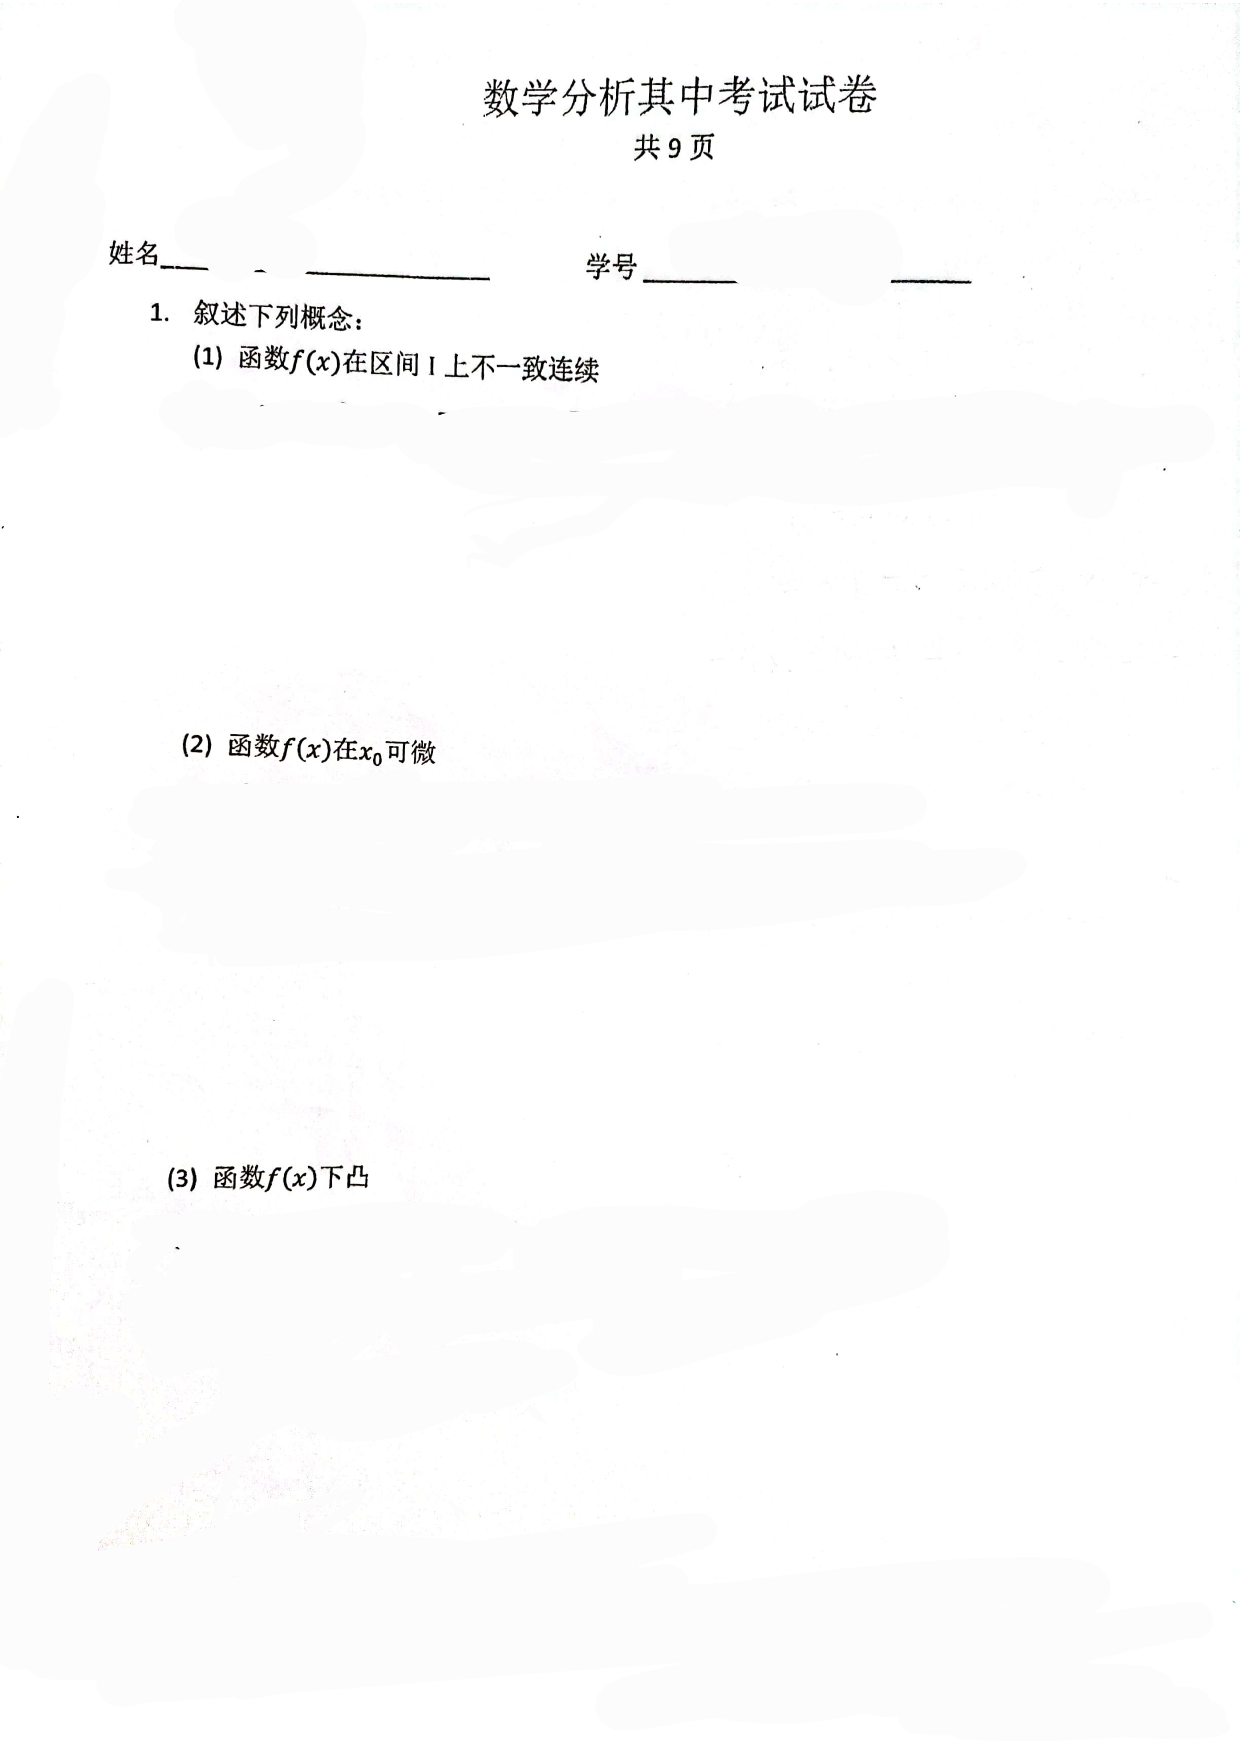 数学分析其中考试试卷
共 9 页
姓名 学号
1. 叙述下列概念：
(1) 函数f(x)在区间 I 上不一致连续
(2) 函数f(x)在x₀可微
(3) 函数f(x)下凸